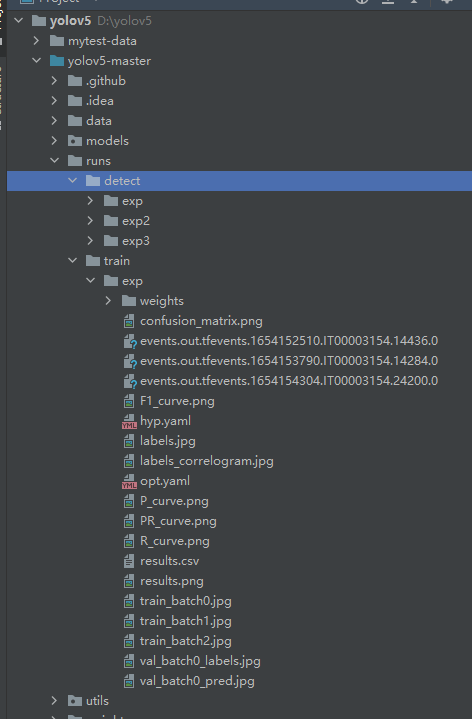 yolov5 D:\yolov5
mytest-data
yolov5-master
.github
.idea
data
models
runs
detect
exp
exp2
exp3
train
exp
weights
confusion_matrix.png
events.out.tfevents.1654152510.IT00003154.14436.0
events.out.tfevents.1654153790.IT00003154.14284.0
events.out.tfevents.1654154304.IT00003154.24200.0
F1_curve.png
hyp.yaml
labels.jpg
labels_correlogram.jpg
opt.yaml
P_curve.png
PR_curve.png
R_curve.png
results.csv
results.png
train_batch0.jpg
train_batch1.jpg
train_batch2.jpg
val_batch0_labels.jpg
val_batch0_pred.jpg
utils